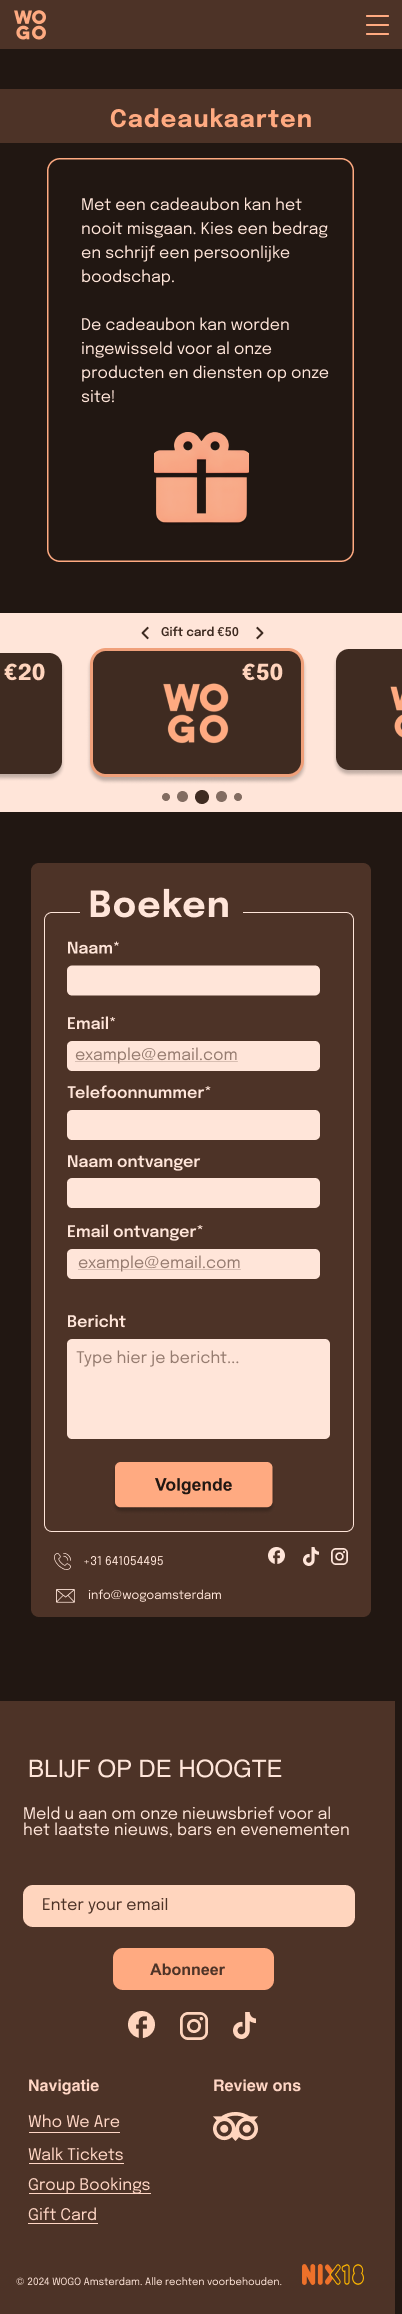 WO
GO
Cadeaukaarten
Met een cadeaubon kan het
nooit misgaan. Kies een bedrag
en schrijf een persoonlijke
boodschap.
De cadeaubon kan worden
ingewisseld voor al onze
producten en diensten op onze
site!
Gift card €50
€20
€50
WO
GO
W
G
Boeken
Naam*
Email*
example@email.com
Telefoonnummer*
Naam ontvanger
Email ontvanger*
example@email.com
Bericht
Type hier je bericht...
Volgende
+31 641054495
info@wogoamsterdam
BLIJF OP DE HOOGTE
Meld u aan om onze nieuwsbrief voor al
het laatste nieuws, bars en evenementen
Enter your email
Abonneer
Navigatie
Review ons
Who We Are
Walk Tickets
Group Bookings
Gift Card
© 2024 WOGO Amsterdam. Alle rechten voorbehouden.
NIX18